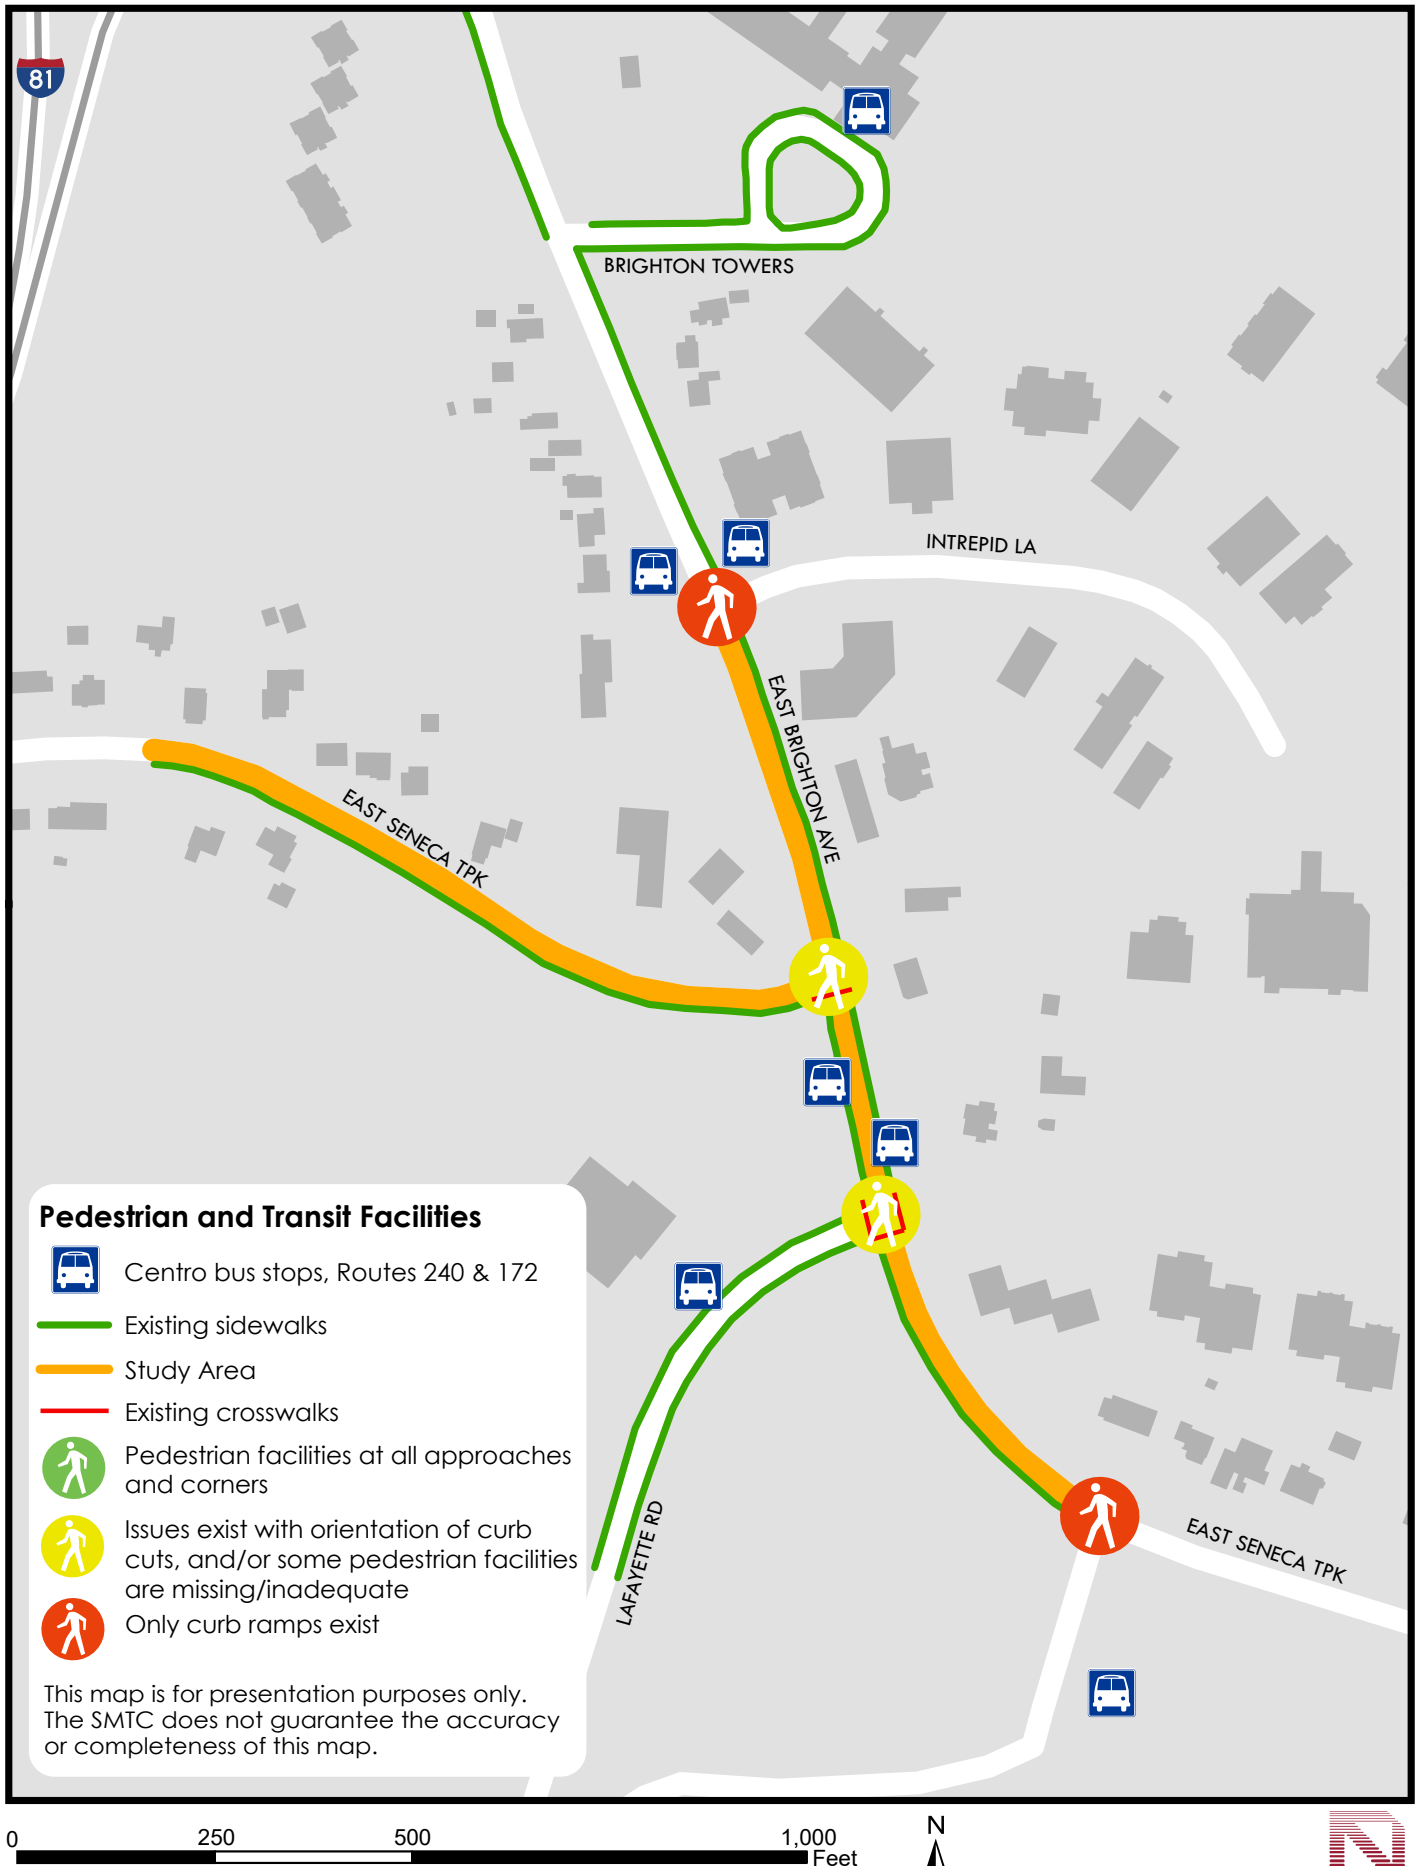 81
BRIGHTON TOWERS
INTREPID LA
EAST BRIGHTON AVE
EAST SENECA TPK
Pedestrian and Transit Facilities
Centro bus stops, Routes 240 & 172
Existing sidewalks
Study Area
Existing crosswalks
Pedestrian facilities at all approaches
and corners
Issues exist with orientation of curb
cuts, and/or some pedestrian facilities
are missing/inadequate
Only curb ramps exist
This map is for presentation purposes only.
The SMTC does not guarantee the accuracy
or completeness of this map.
LAFAYETTE RD
EAST SENECA TPK
0 250 500 1,000
Feet
N